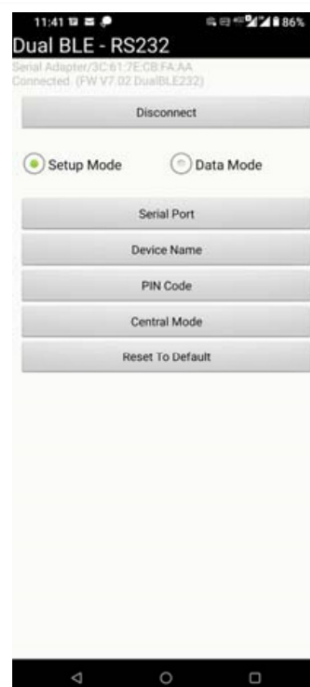 11:41 86%
Dual BLE - RS232
Serial Adapter/3C:61:7E:CB:FA:AA
Connected. (FW V7.02 DualBLE232)
Disconnect
Setup Mode Data Mode
Serial Port
Device Name
PIN Code
Central Mode
Reset To Default